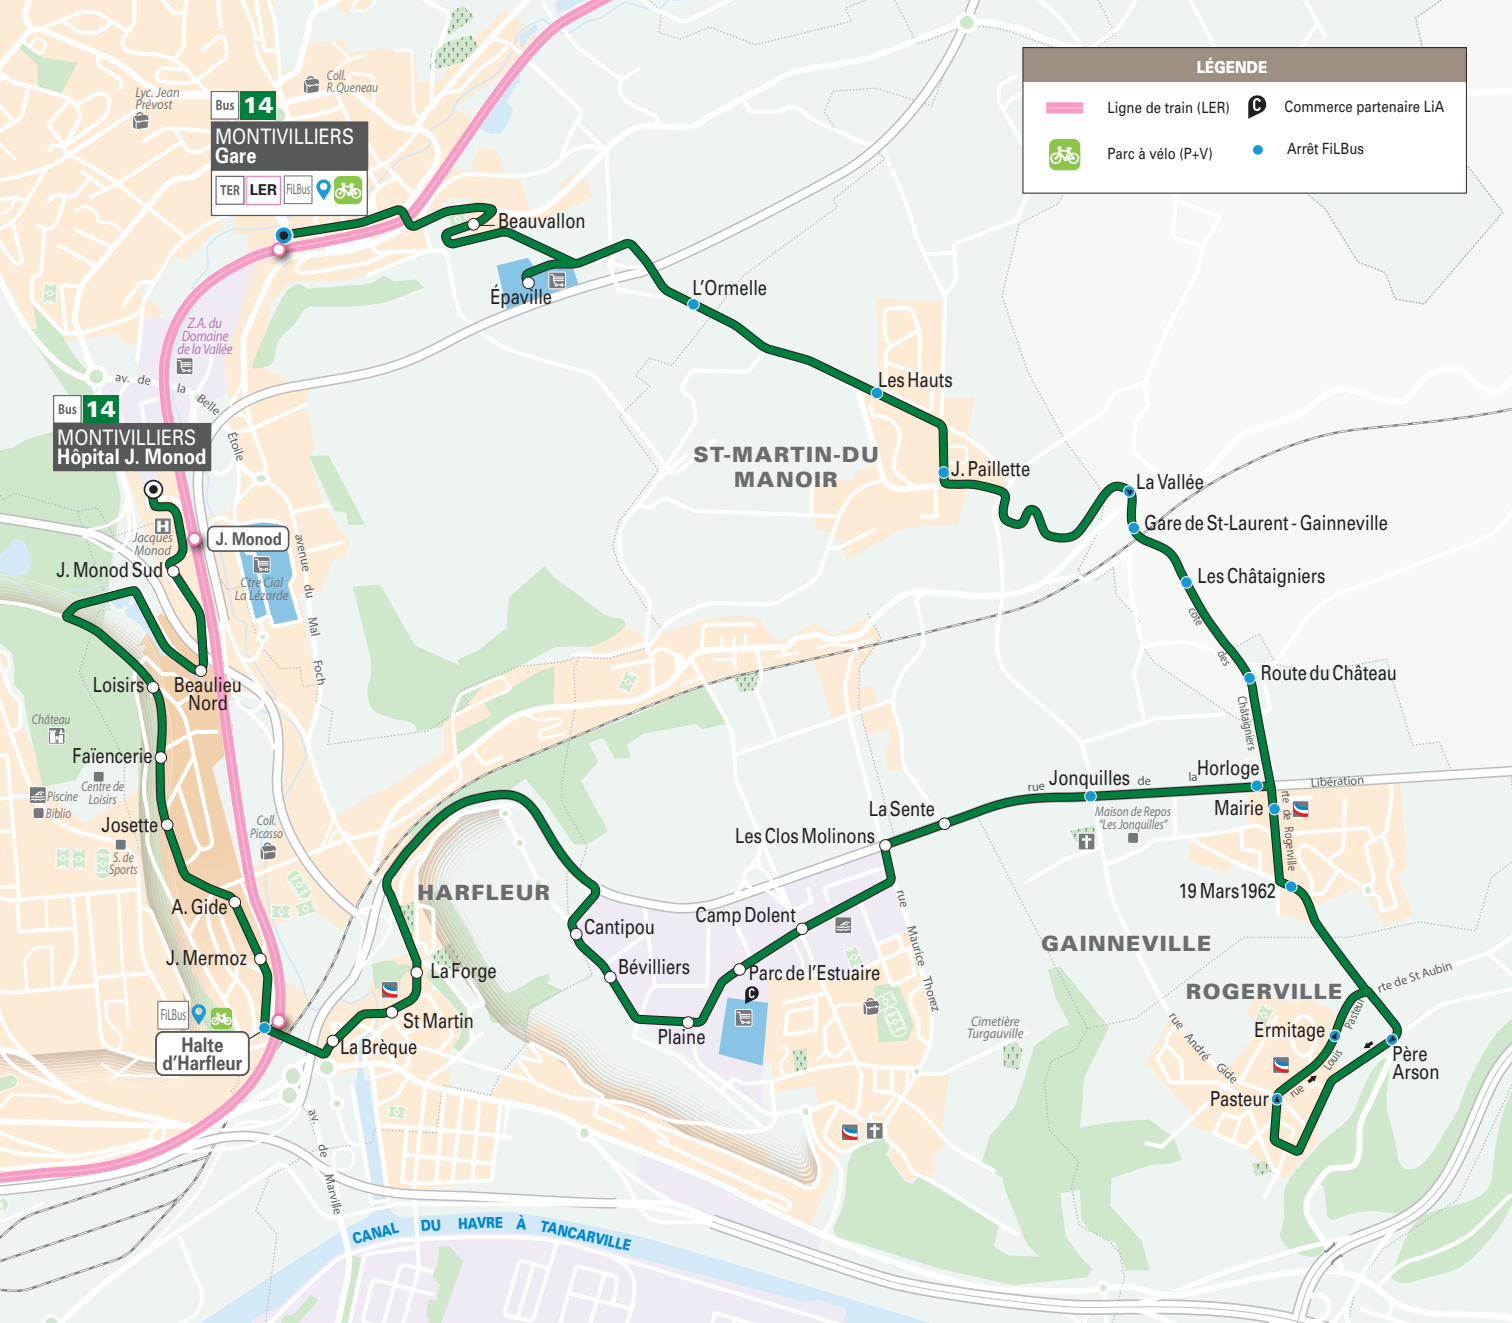 LÉGENDE
Ligne de train (LER)
C Commerce partenaire LiA
Parc à vélo (P+V)
Arrêt FiLBus
Coll.
R. Queneau
Lyc. Jean
Prévost
Bus 14
MONTIVILLIERS
Gare
TER LER FiLBus
Beauvallon
Épaville
L'Ormelle
Z.A. du
Domaine
de la Vallée
av. de la Belle Étoile
Les Hauts
Bus 14
MONTIVILLIERS
Hôpital J. Monod
ST-MARTIN-DU
MANOIR
J. Paillette
La Vallée
Gare de St-Laurent - Gainneville
H
Jacques
Monod
J. Monod
J. Monod Sud
Ctre Cial
La Lézarde
avenue du Mal Foch
Les Châtaigniers
côte des Châtaigniers
Route du Château
Loisirs
Beaulieu
Nord
Château
Faïencerie
Centre de
Loisirs
Piscine
Biblio
Josette
S. de
Sports
Coll.
Picasso
Horloge
Jonquilles
rue de la Libération
Mairie
rte de Rogerville
La Sente
Maison de Repos
"Les Jonquilles"
Les Clos Molinons
HARFLEUR
19 Mars 1962
A. Gide
Camp Dolent
rue Maurice Thorez
Cantipou
GAINNEVILLE
J. Mermoz
La Forge
Bévilliers
Parc de l'Estuaire
C
rte de St Aubin
ROGERVILLE
FiLBus
Halte
d'Harfleur
St Martin
La Brèque
Plaine
Cimetière
Turgauville
rue André Gide
Ermitage
rue Louis Pasteur
Père
Arson
Pasteur
av. de Marville
CANAL DU HAVRE À TANCARVILLE